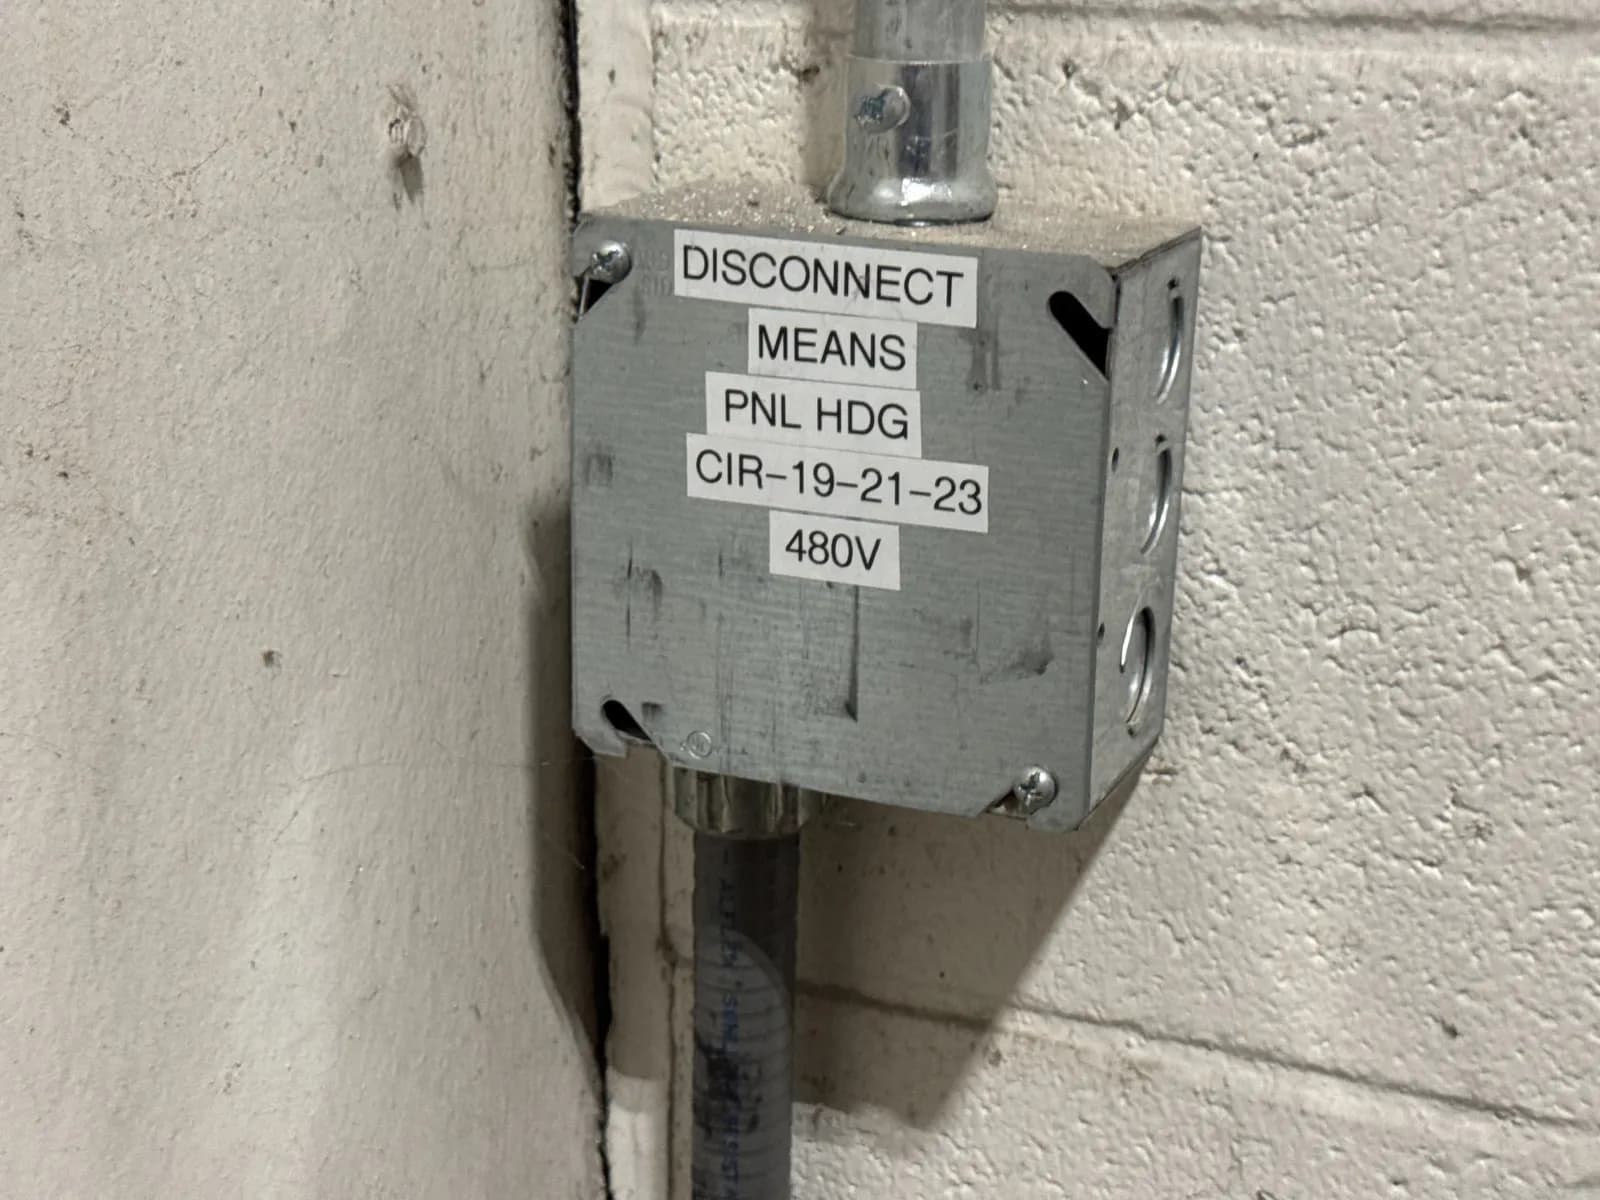 DISCONNECT
MEANS
PNL HDG
CIR-19-21-23
480V